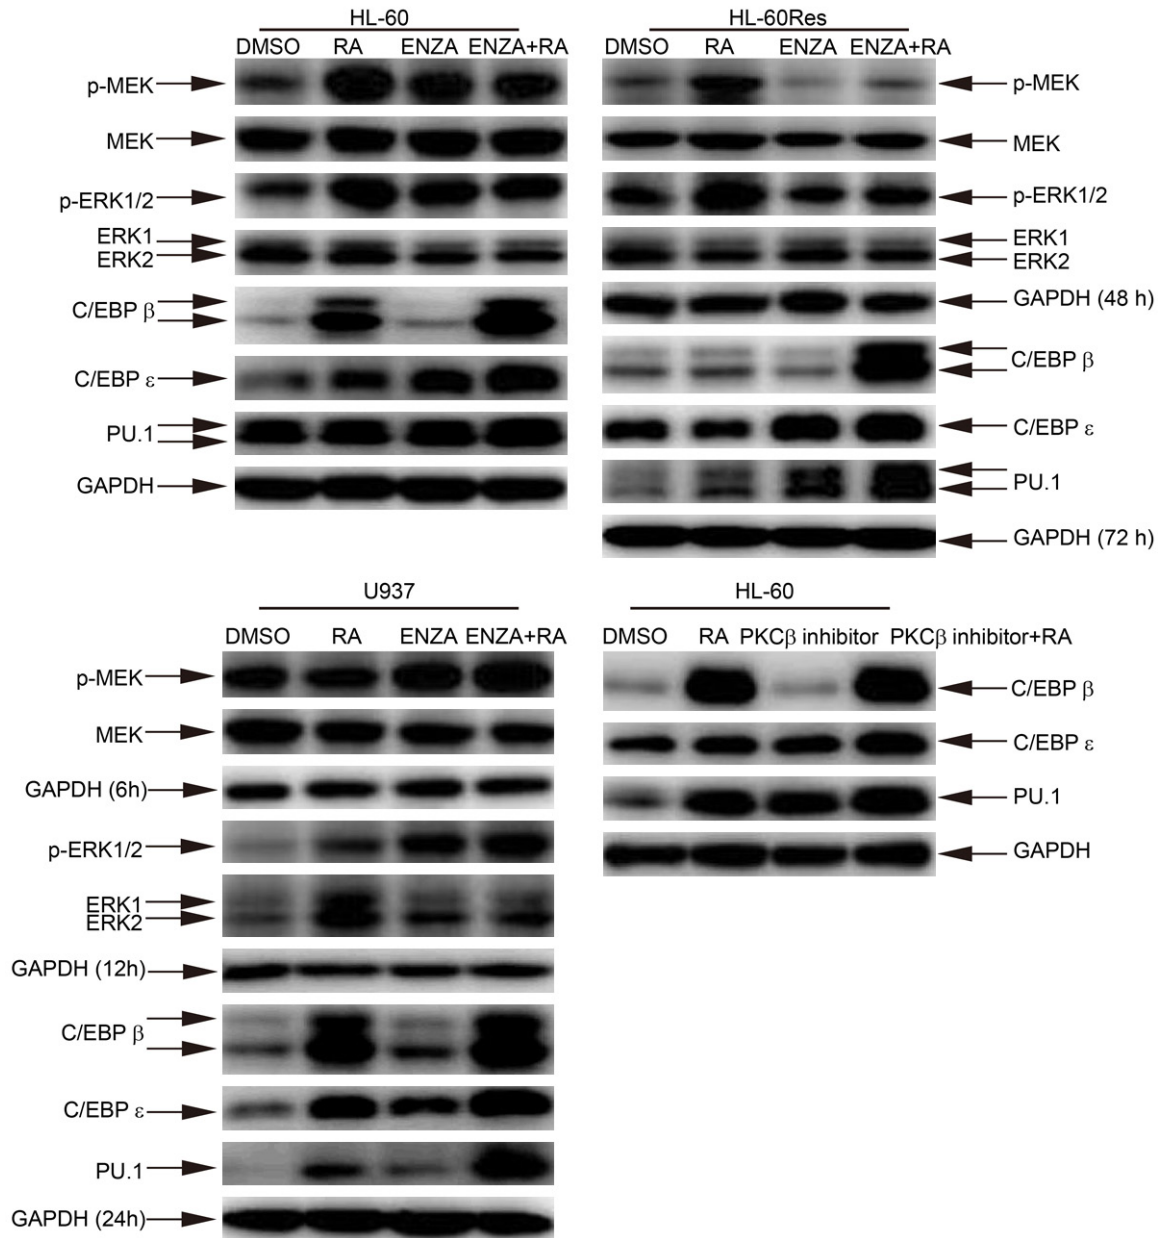 HL-60
DMSO RA ENZA ENZA+RA
p-MEK
MEK
p-ERK1/2
ERK1
ERK2
C/EBP β
C/EBP ε
PU.1
GAPDH
HL-60Res
DMSO RA ENZA ENZA+RA
p-MEK
MEK
p-ERK1/2
ERK1
ERK2
GAPDH (48 h)
C/EBP β
C/EBP ε
PU.1
GAPDH (72 h)
U937
DMSO RA ENZA ENZA+RA
p-MEK
MEK
GAPDH (6h)
p-ERK1/2
ERK1
ERK2
GAPDH (12h)
C/EBP β
C/EBP ε
PU.1
GAPDH (24h)
HL-60
DMSO RA PKCβ inhibitor PKCβ inhibitor+RA
C/EBP β
C/EBP ε
PU.1
GAPDH